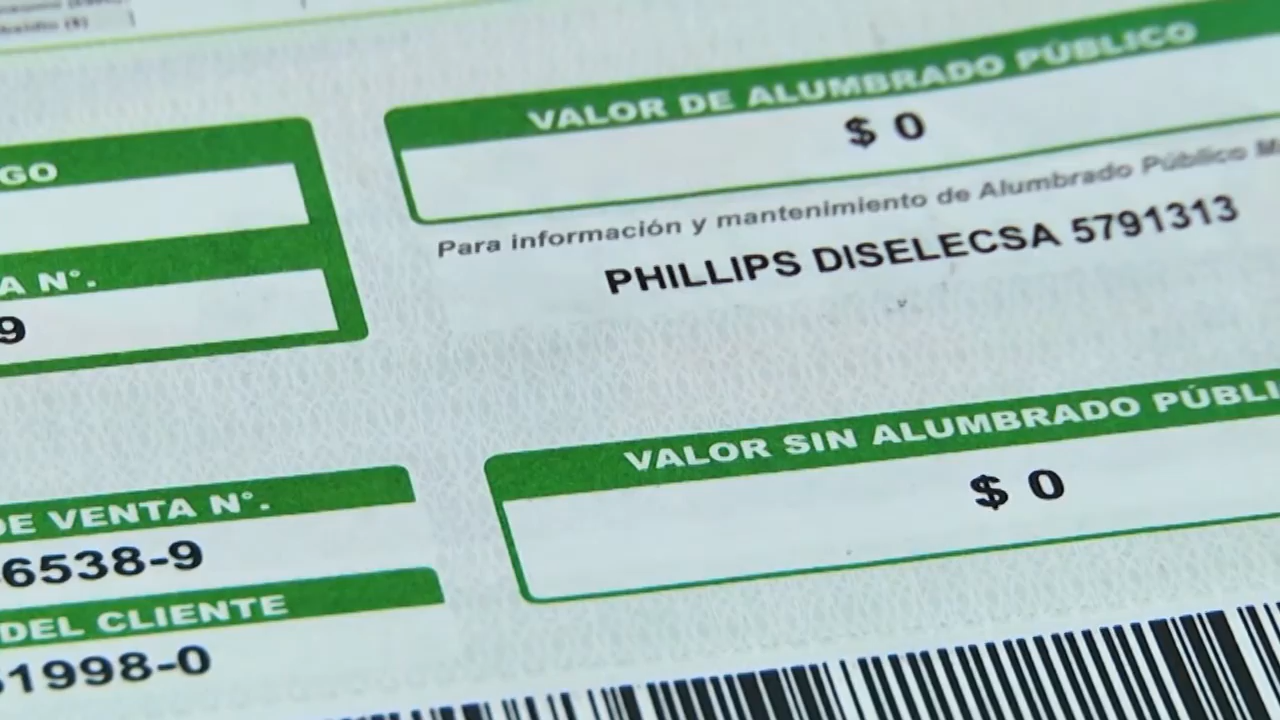 VALOR DE ALUMBRADO PÚBLICO
$ 0
GO
Para información y mantenimiento de Alumbrado Público
PHILLIPS DISELECSA 5791313
A N°.
9
VALOR SIN ALUMBRADO PÚBLI
$ 0
DE VENTA N°.
6538-9
DEL CLIENTE
1998-0